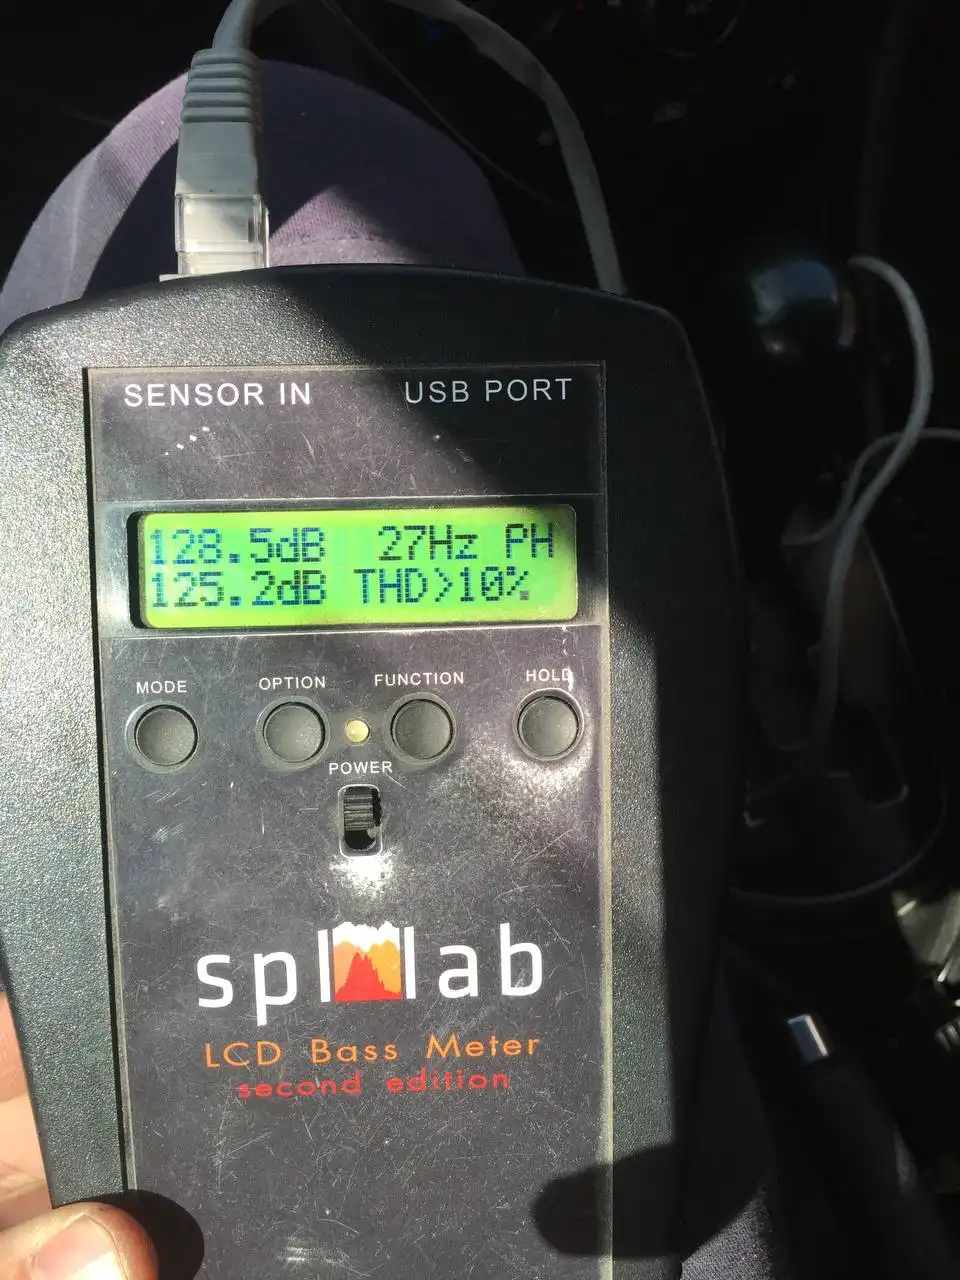 SENSOR IN USB PORT
128.5dB 27Hz PH
125.2dB THD>10%
MODE OPTION FUNCTION HOLD
POWER
spl lab
LCD Bass Meter
second edition